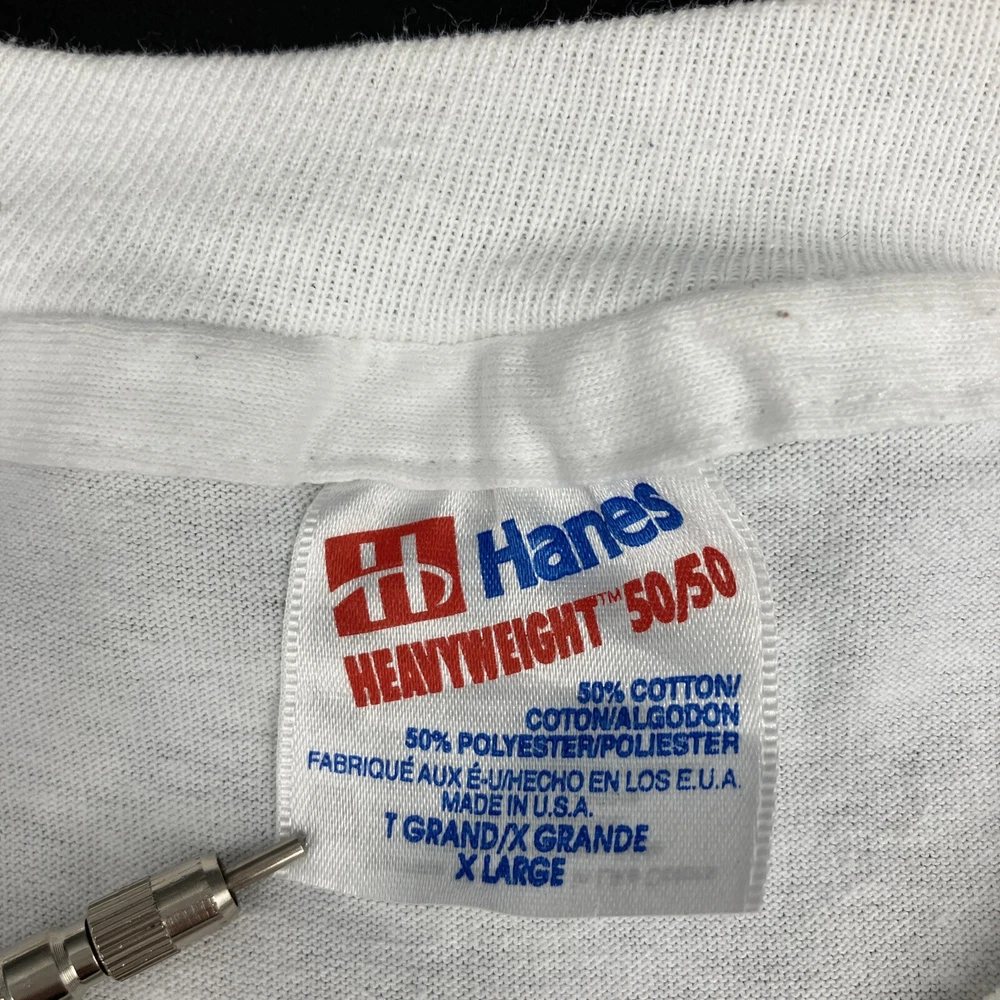 H Hanes
HEAVYWEIGHT™ 50/50
50% COTTON/
COTON/ALGODON
50% POLYESTER/POLIESTER
FABRIQUÉ AUX É-U/HECHO EN LOS E.U.A.
MADE IN U.S.A.
T GRAND/X GRANDE
X LARGE